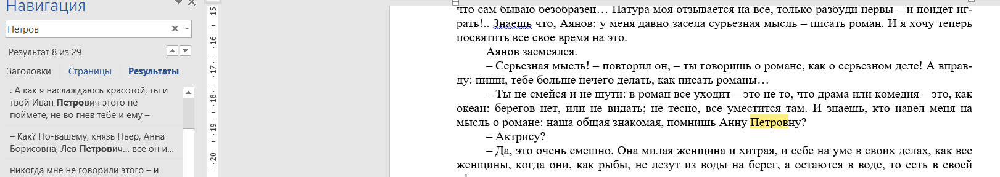 Навигация
Петров
Результат 8 из 29
Заголовки Страницы Результаты
. А как я наслаждаюсь красотой, ты и
твой Иван Петрович этого не
поймете, не во гнев тебе и ему –
– Как? По-вашему, князь Пьер, Анна
Борисовна, Лев Петрович... все он и...
никогда мне не говорили этого – и
15
16
17
18
19
20
что сам бываю безобразен… Натура моя отзывается на все, только разбуди нервы – и пойдет иг-
рать!.. Знаешь что, Аянов: у меня давно засела сурьезная мысль – писать роман. И я хочу теперь
посвятить все свое время на это.
Аянов засмеялся.
– Серьезная мысль! – повторил он, – ты говоришь о романе, как о серьезном деле! А вправ-
ду: пиши, тебе больше нечего делать, как писать романы…
– Ты не смейся и не шути: в роман все уходит – это не то, что драма или комедия – это, как
океан: берегов нет, или не видать; не тесно, все уместится там. И знаешь, кто навел меня на
мысль о романе: наша общая знакомая, помнишь Анну Петровну?
– Актрису?
– Да, это очень смешно. Она милая женщина и хитрая, и себе на уме в своих делах, как все
женщины, когда они, как рыбы, не лезут из воды на берег, а остаются в воде, то есть в своей